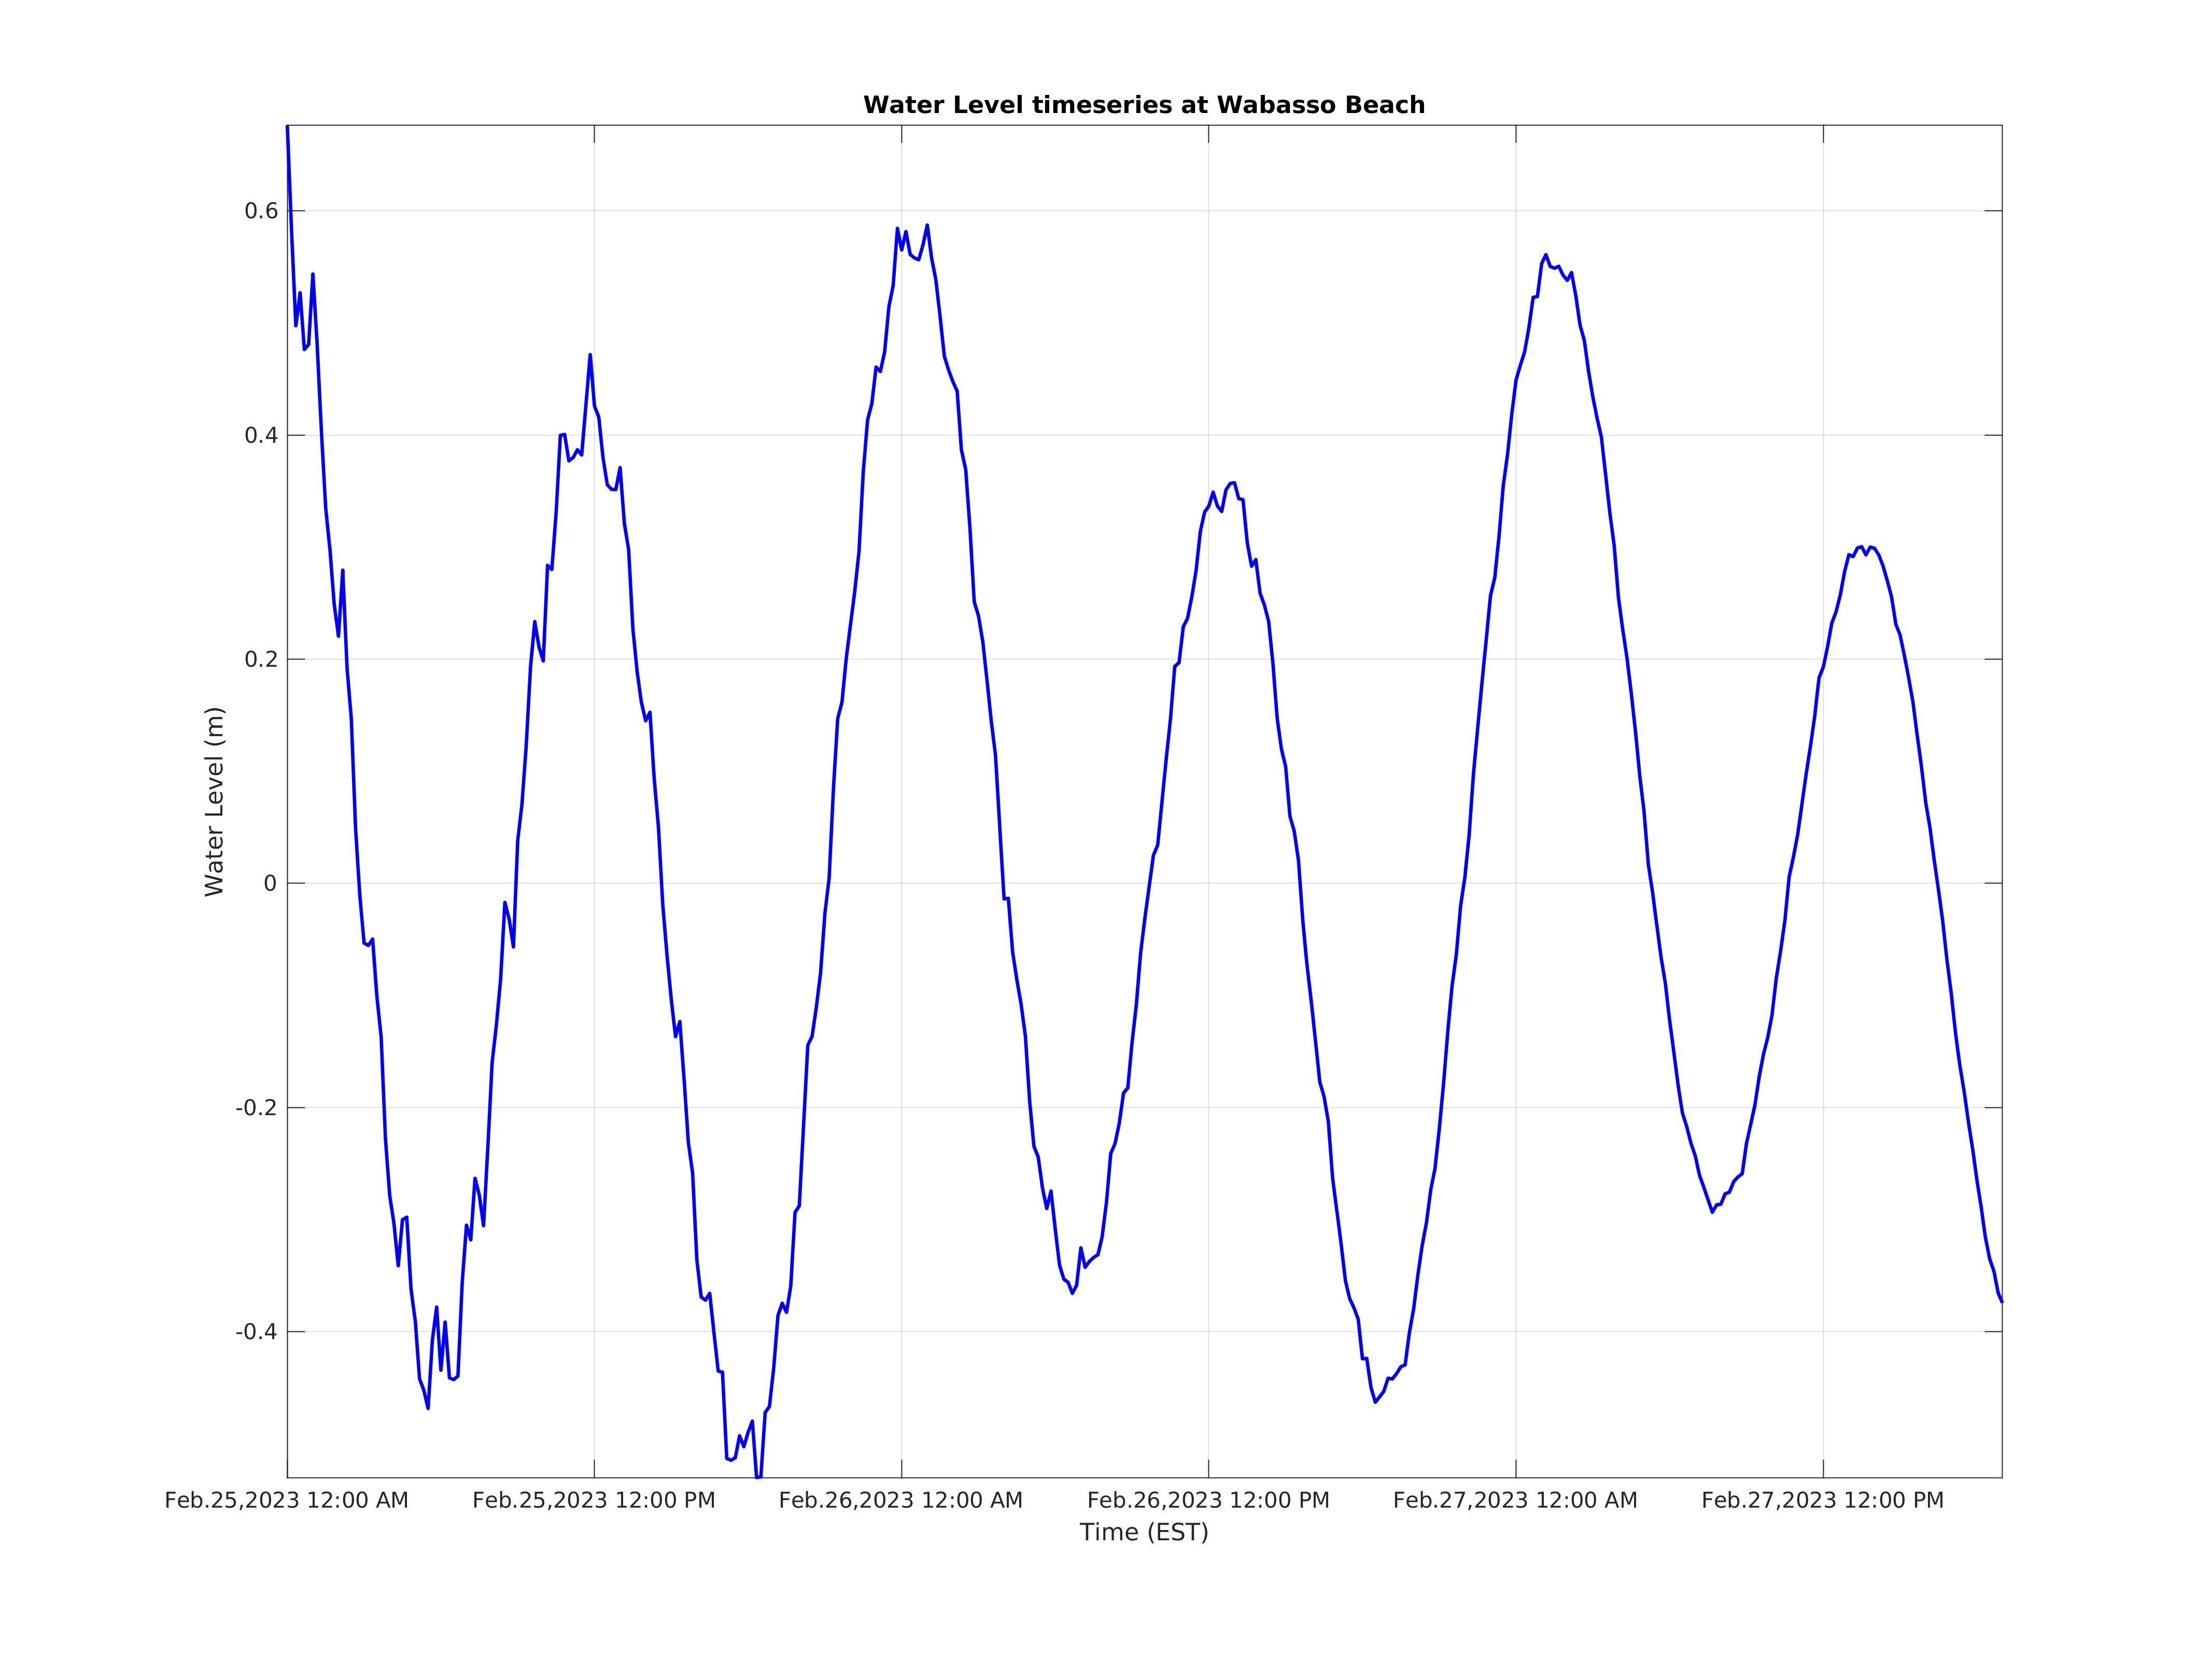 Water Level timeseries at Wabasso Beach
Water Level (m)
0.6
0.4
0.2
0
-0.2
-0.4
Feb.25,2023 12:00 AM
Feb.25,2023 12:00 PM
Feb.26,2023 12:00 AM
Feb.26,2023 12:00 PM
Feb.27,2023 12:00 AM
Feb.27,2023 12:00 PM
Time (EST)